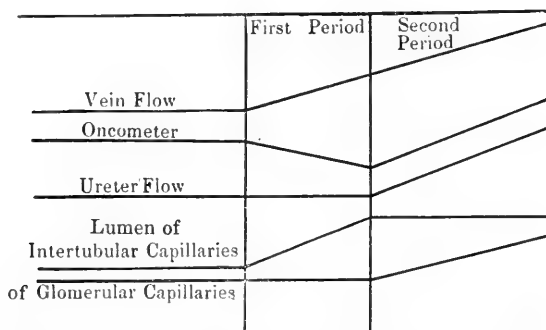 First Period
Second
Period
Vein Flow
Oncometer
Ureter Flow
Lumen of
Intertubular Capillaries
of Glomerular Capillaries